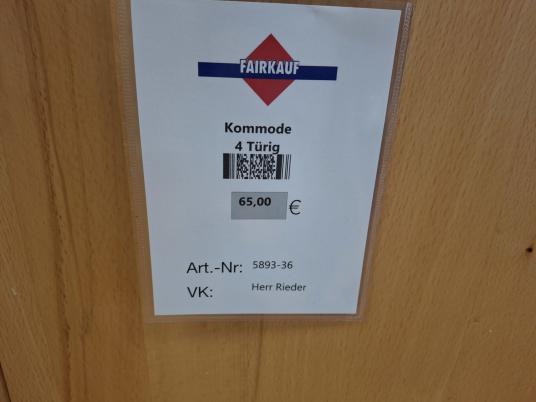 FAIRKAUF
Kommode
4 Türig
65,00 €
Art.-Nr: 5893-36
VK: Herr Rieder